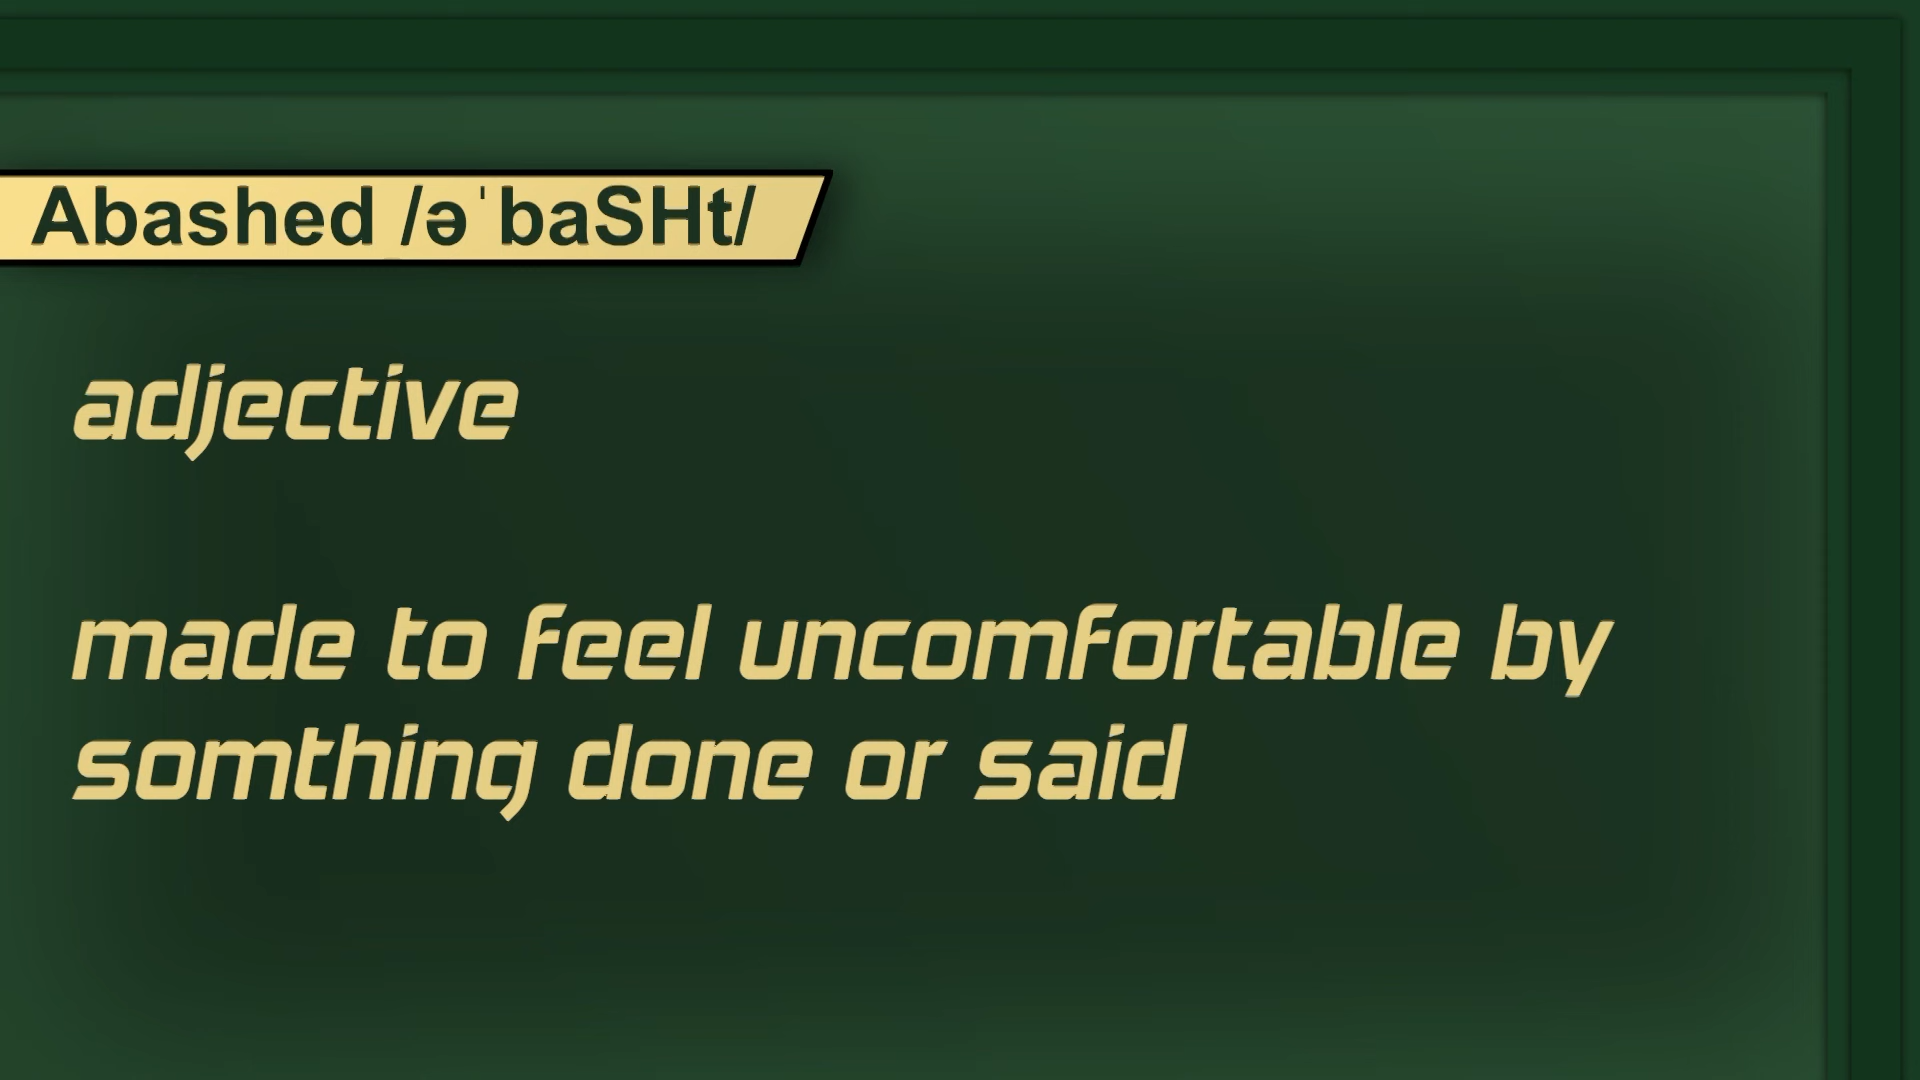 Abashed /əˈbaSHt/
adjective
made to feel uncomfortable by
somthing done or said